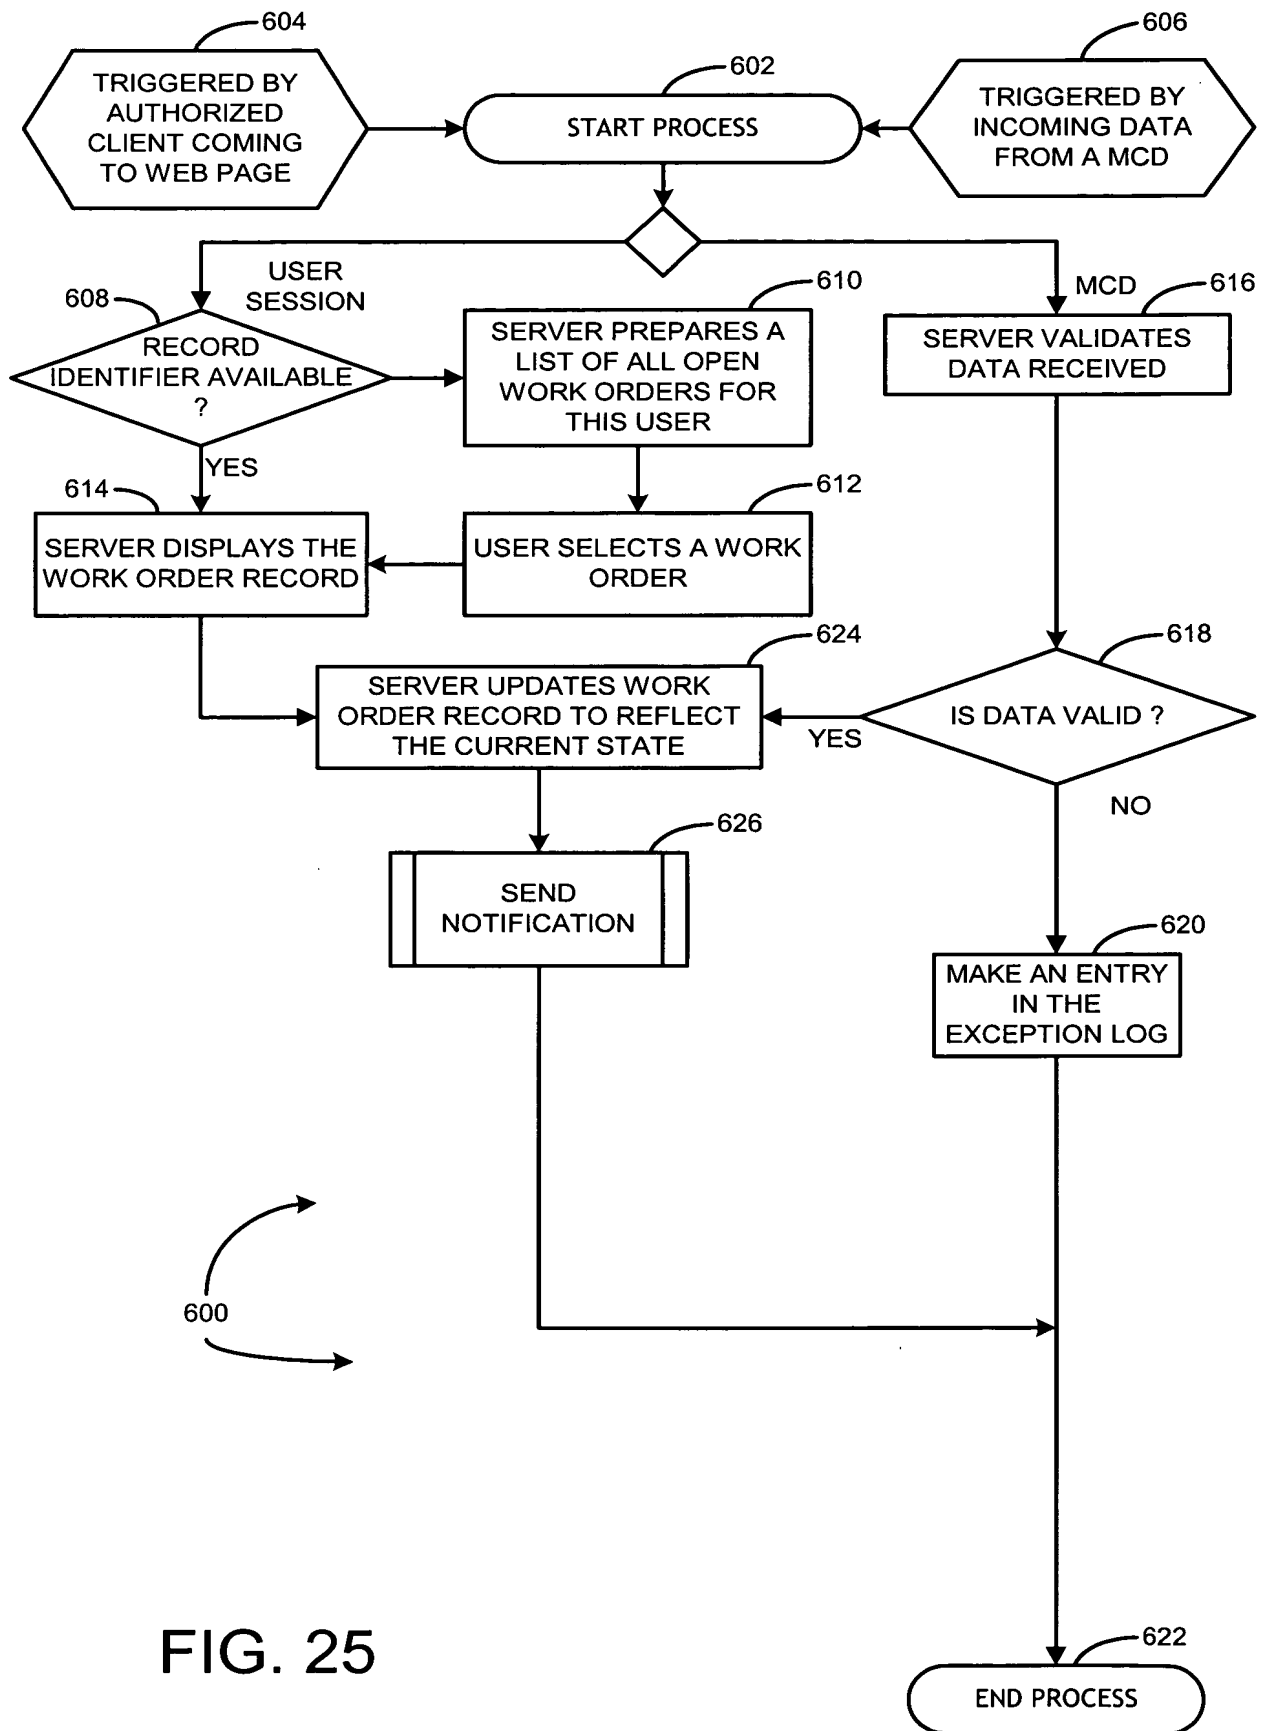 604
606
TRIGGERED BY
AUTHORIZED
CLIENT COMING
TO WEB PAGE
602
START PROCESS
TRIGGERED BY
INCOMING DATA
FROM A MCD
USER
SESSION
MCD
608
RECORD
IDENTIFIER AVAILABLE
?
610
SERVER PREPARES A
LIST OF ALL OPEN
WORK ORDERS FOR
THIS USER
616
SERVER VALIDATES
DATA RECEIVED
YES
614
SERVER DISPLAYS THE
WORK ORDER RECORD
612
USER SELECTS A WORK
ORDER
624
SERVER UPDATES WORK
ORDER RECORD TO REFLECT
THE CURRENT STATE
618
IS DATA VALID ?
YES
NO
626
SEND
NOTIFICATION
620
MAKE AN ENTRY
IN THE
EXCEPTION LOG
600
FIG. 25
622
END PROCESS